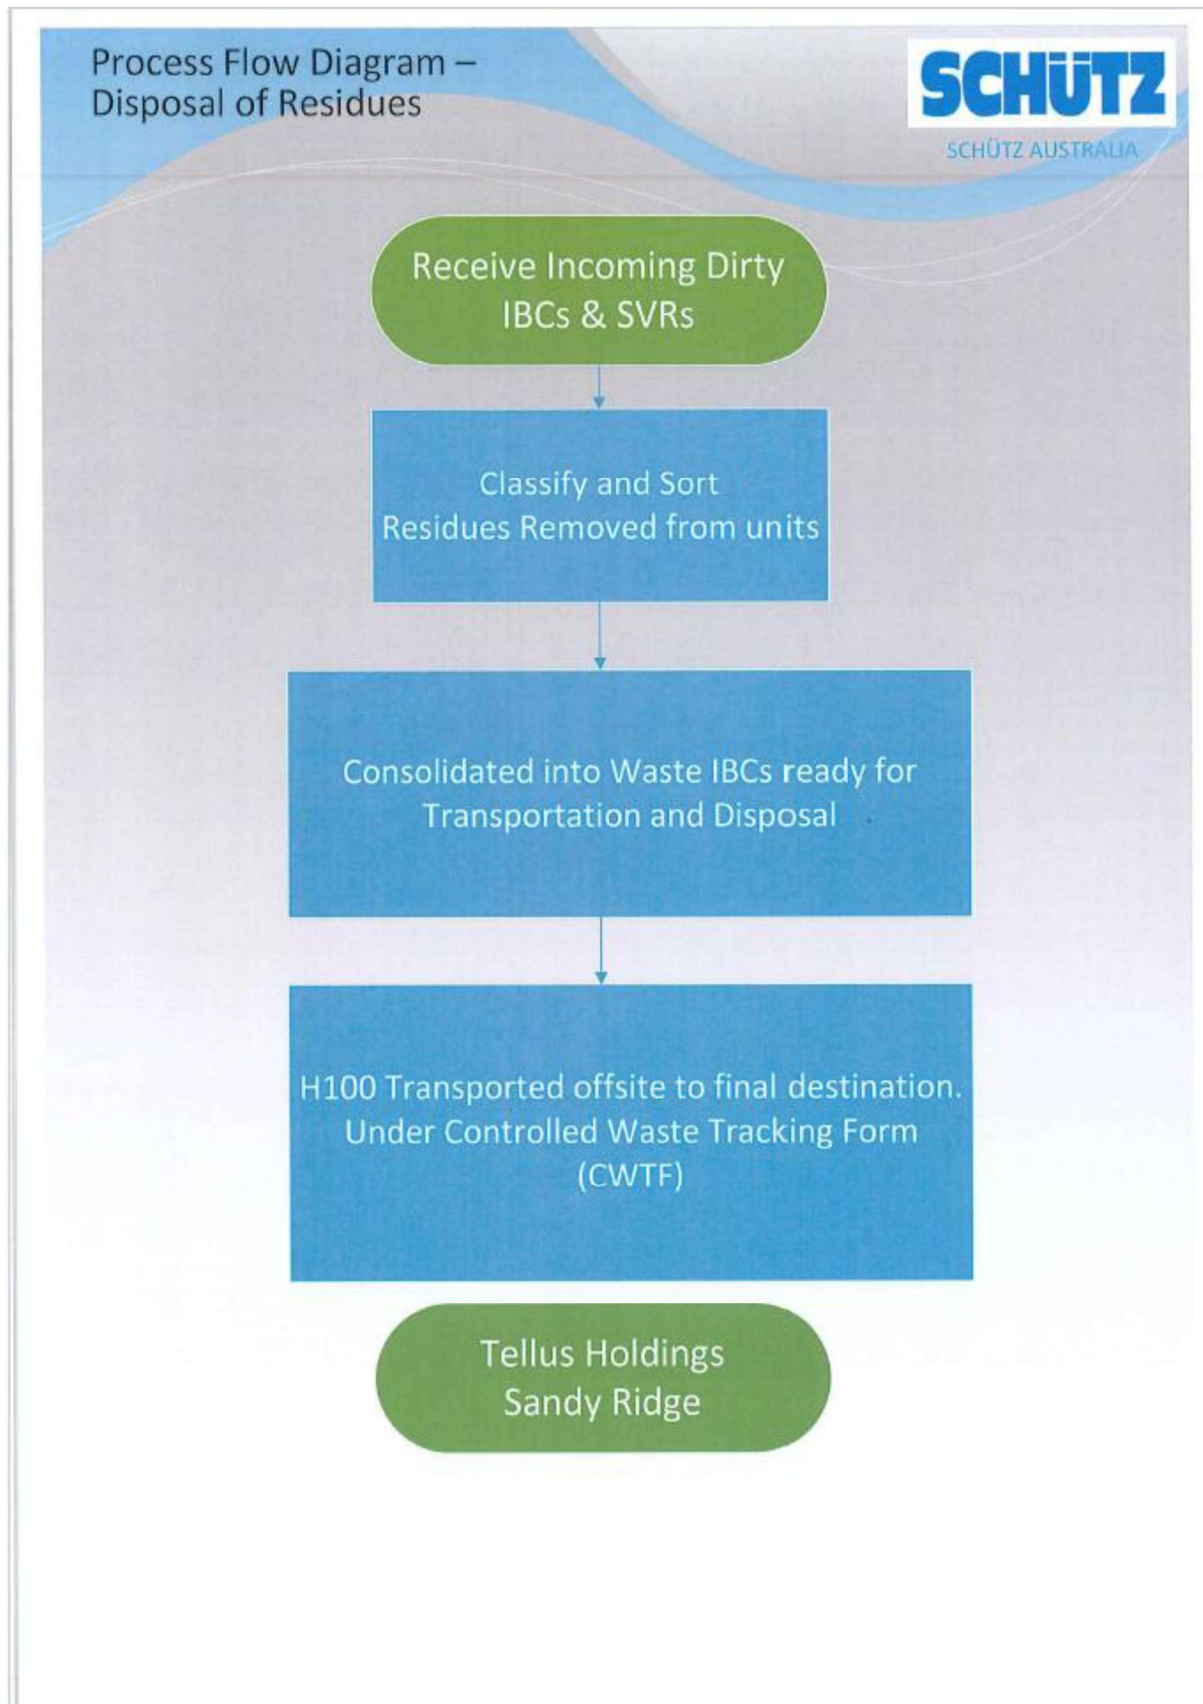 Process Flow Diagram –
Disposal of Residues
SCHÜTZ
SCHÜTZ AUSTRALIA
Receive Incoming Dirty
IBCs & SVRs
Classify and Sort
Residues Removed from units
Consolidated into Waste IBCs ready for
Transportation and Disposal
H100 Transported offsite to final destination.
Under Controlled Waste Tracking Form
(CWTF)
Tellus Holdings
Sandy Ridge